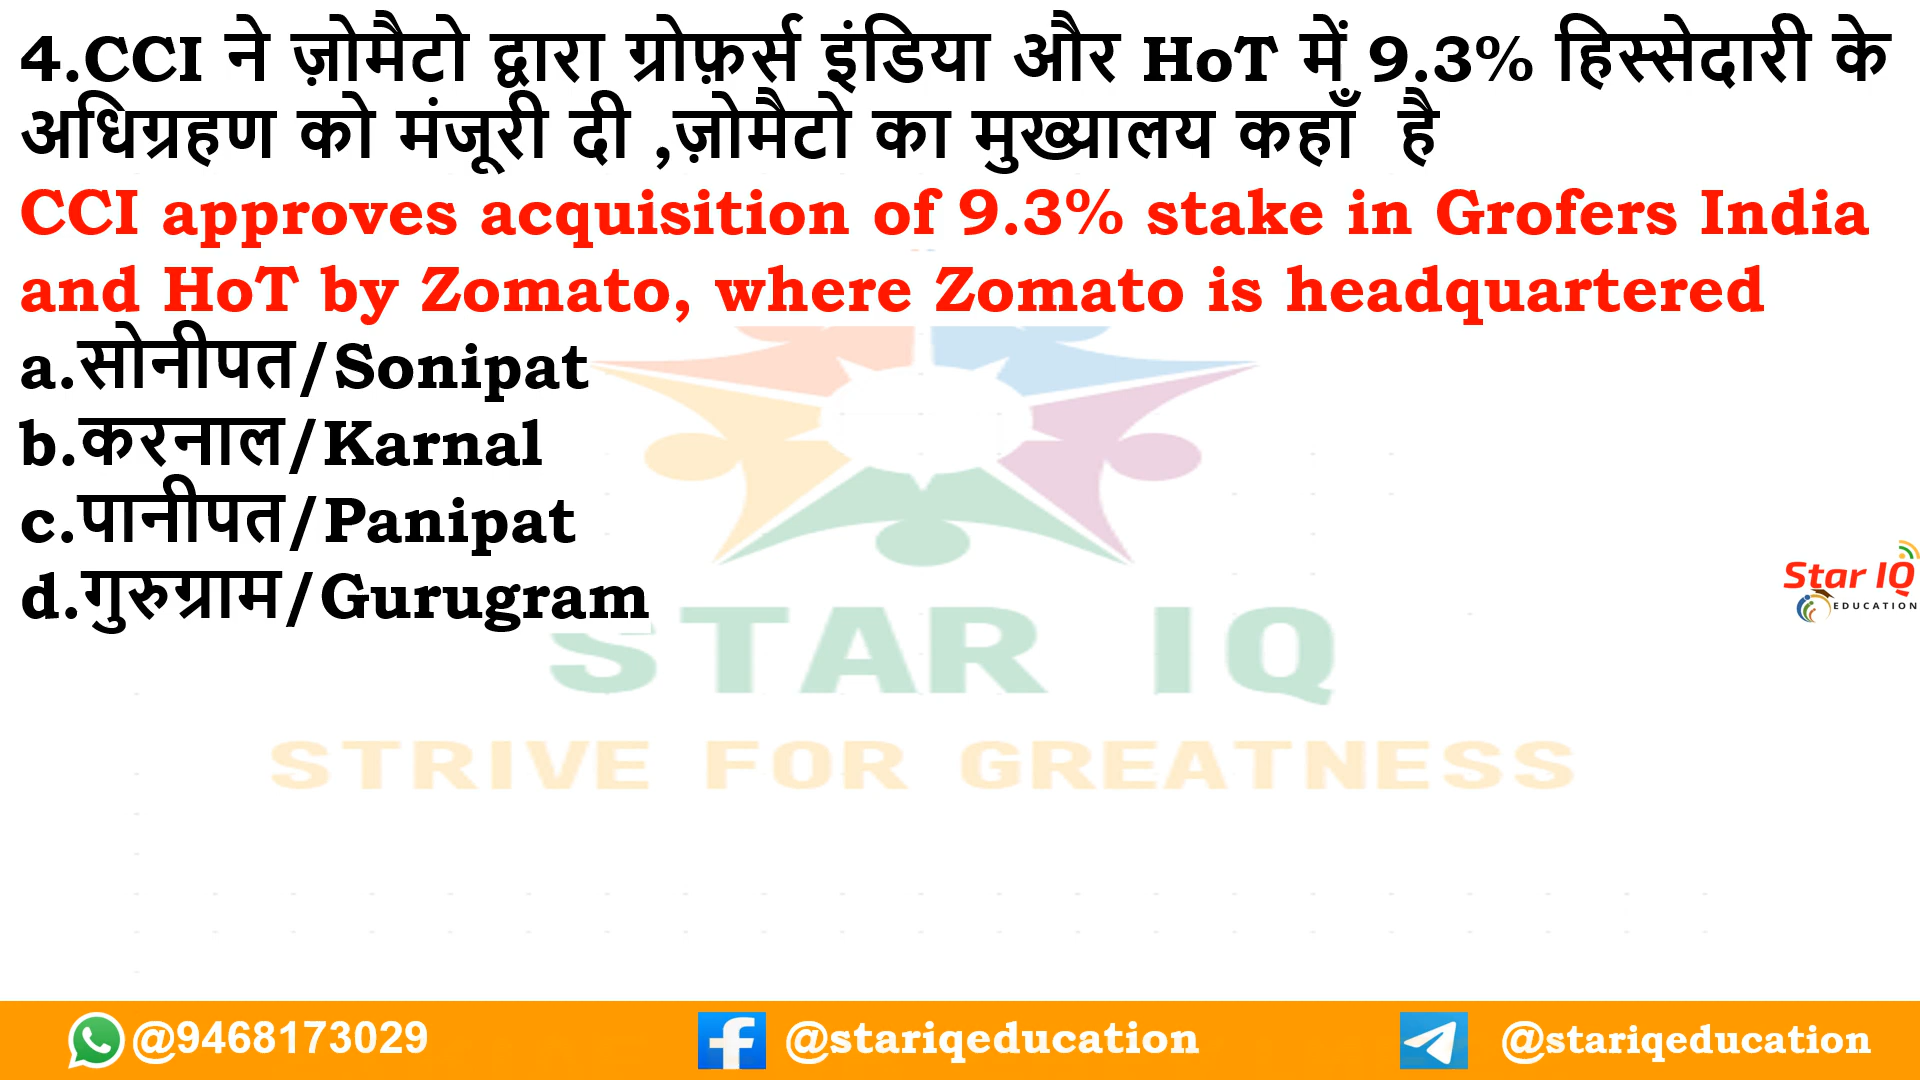 4.CCI ने ज़ोमैटो द्वारा ग्रोफ़र्स इंडिया और HoT में 9.3% हिस्सेदारी के
अधिग्रहण को मंजूरी दी ,ज़ोमैटो का मुख्यालय कहाँ है
CCI approves acquisition of 9.3% stake in Grofers India
and HoT by Zomato, where Zomato is headquartered
a.सोनीपत/Sonipat
b.करनाल/Karnal
c.पानीपत/Panipat
d.गुरुग्राम/Gurugram
Star IQ
EDUCATION
STAR IQ
STRIVE FOR GREATNESS
@9468173029
@stariqeducation
@stariqeducation